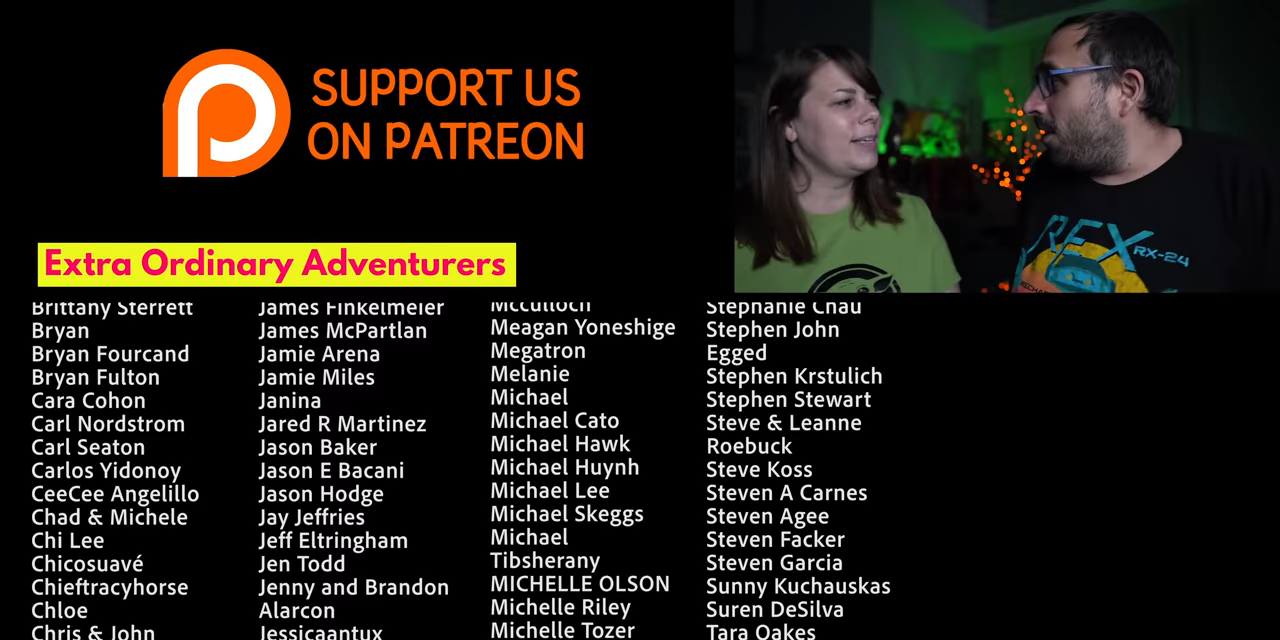 SUPPORT US
ON PATREON
Extra Ordinary Adventurers
REX
RX-24
Brittany Sterrett
Bryan
Bryan Fourcand
Bryan Fulton
Cara Cohon
Carl Nordstrom
Carl Seaton
Carlos Yidonoy
CeeCee Angelillo
Chad & Michele
Chi Lee
Chicosuavé
Chieftracyhorse
Chloe
Chris & John
James Finkelmeier
James McPartlan
Jamie Arena
Jamie Miles
Janina
Jared R Martinez
Jason Baker
Jason E Bacani
Jason Hodge
Jay Jeffries
Jeff Eltringham
Jen Todd
Jenny and Brandon
Alarcon
Jessicaantux
Mcculloch
Meagan Yoneshige
Megatron
Melanie
Michael
Michael Cato
Michael Hawk
Michael Huynh
Michael Lee
Michael Skeggs
Michael
Tibsherany
MICHELLE OLSON
Michelle Riley
Michelle Tozer
Stephanie Chau
Stephen John
Egged
Stephen Krstulich
Stephen Stewart
Steve & Leanne
Roebuck
Steve Koss
Steven A Carnes
Steven Agee
Steven Facker
Steven Garcia
Sunny Kuchauskas
Suren DeSilva
Tara Oakes